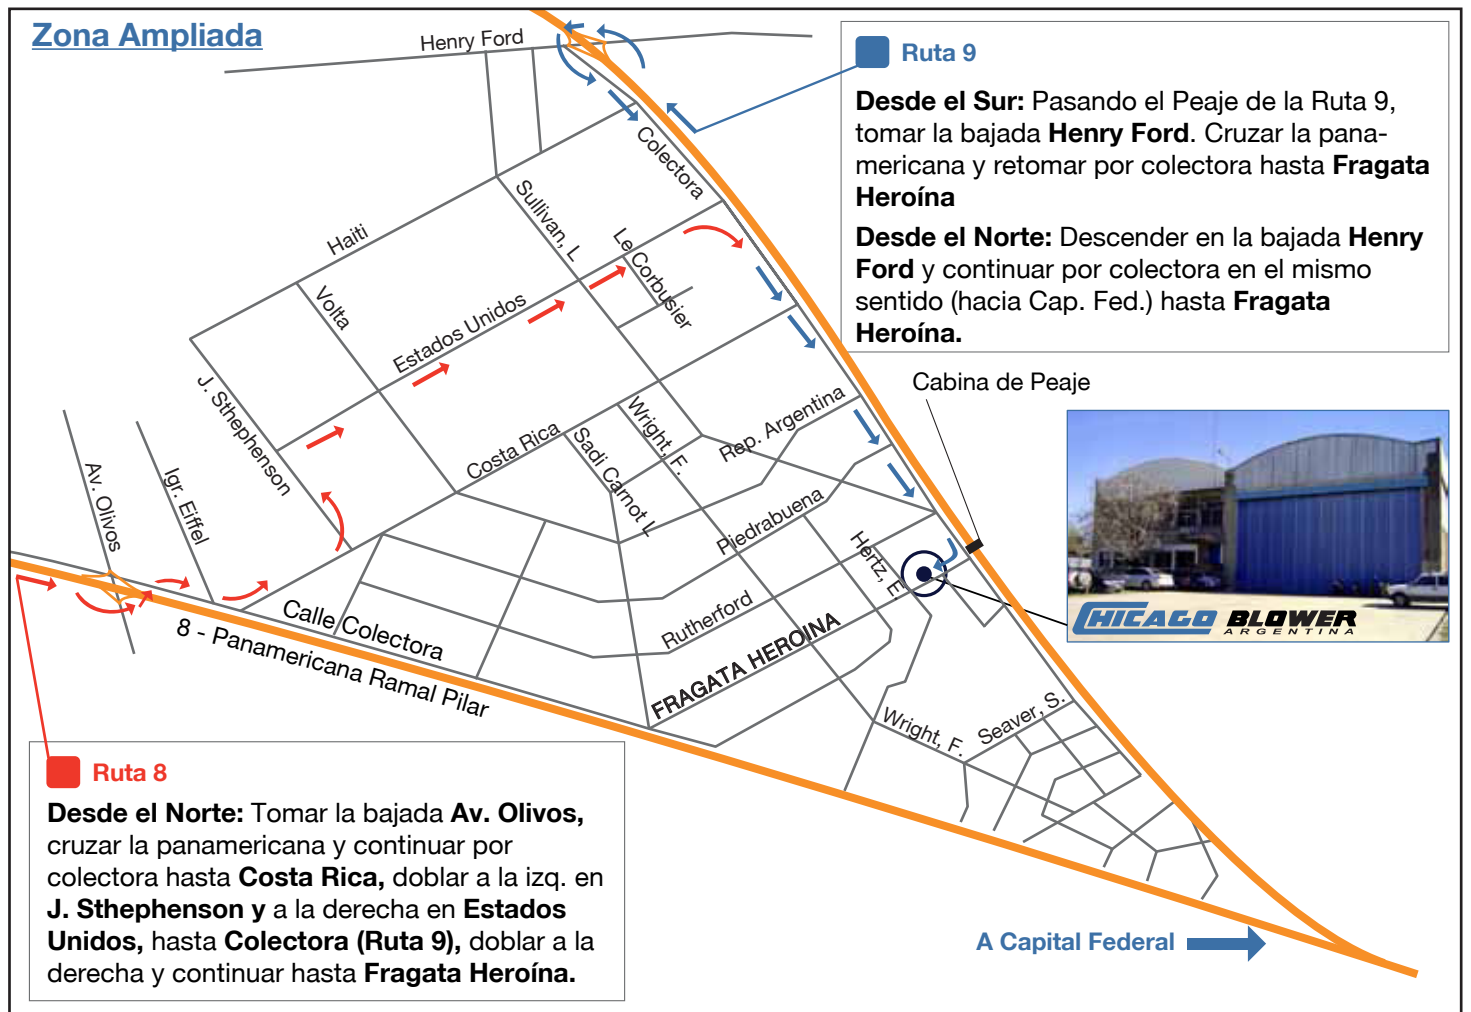 Zona Ampliada
Henry Ford
Ruta 9
Desde el Sur: Pasando el Peaje de la Ruta 9,
tomar la bajada Henry Ford. Cruzar la pana-
mericana y retomar por colectora hasta Fragata
Heroína
Desde el Norte: Descender en la bajada Henry
Ford y continuar por colectora en el mismo
sentido (hacia Cap. Fed.) hasta Fragata
Heroína.
Colectora
Sullivan, L
Haiti
Le Corbusier
Volta
Estados Unidos
J. Sthephenson
Cabina de Peaje
Wright, F.
Rep. Argentina
Costa Rica
Sadi Carnot L
Av. Olivos
Igr. Eiffel
Piedrabuena
Hertz, E
Rutherford
Calle Colectora
8 - Panamericana Ramal Pilar
FRAGATA HEROINA
CHICAGO BLOWER
ARGENTINA
Wright, F.
Seaver, S.
Ruta 8
Desde el Norte: Tomar la bajada Av. Olivos,
cruzar la panamericana y continuar por
colectora hasta Costa Rica, doblar a la izq. en
J. Sthephenson y a la derecha en Estados
Unidos, hasta Colectora (Ruta 9), doblar a la
derecha y continuar hasta Fragata Heroína.
A Capital Federal